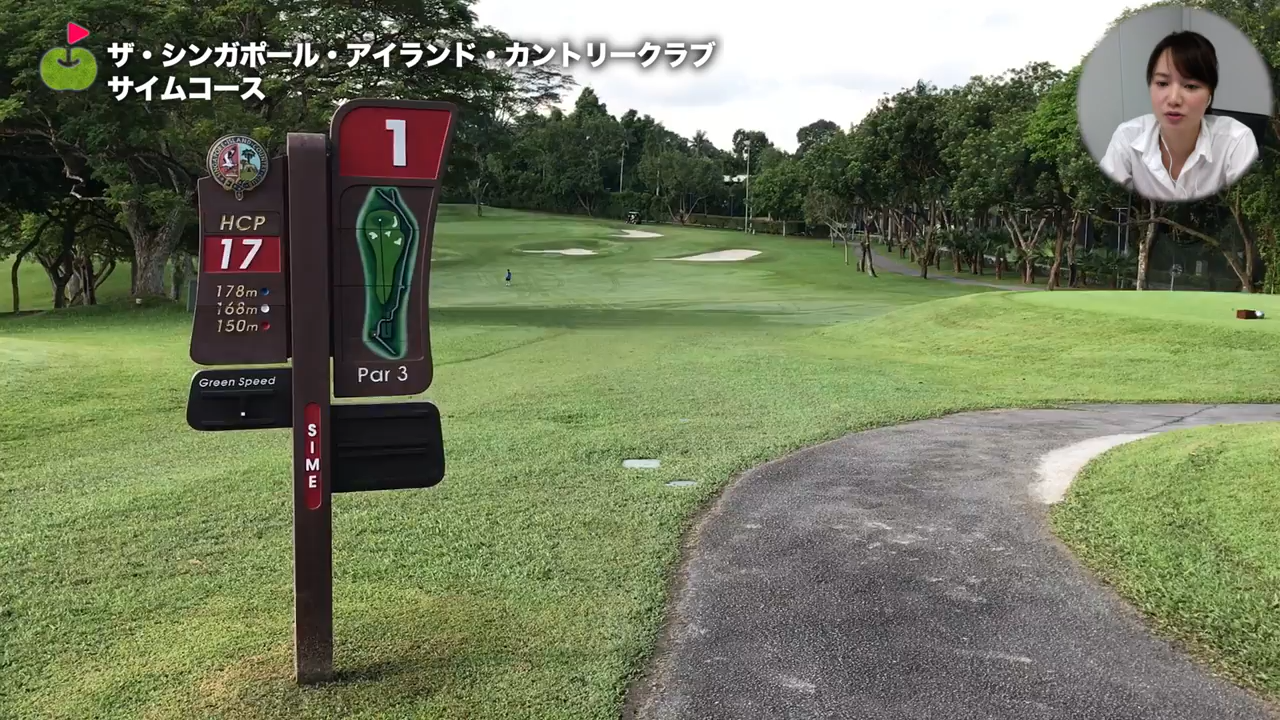 ザ・シンガポール・アイランド・カントリークラブ
サイムコース
1
HCP
17
178m
168m
150m
Par 3
Green Speed
SIME